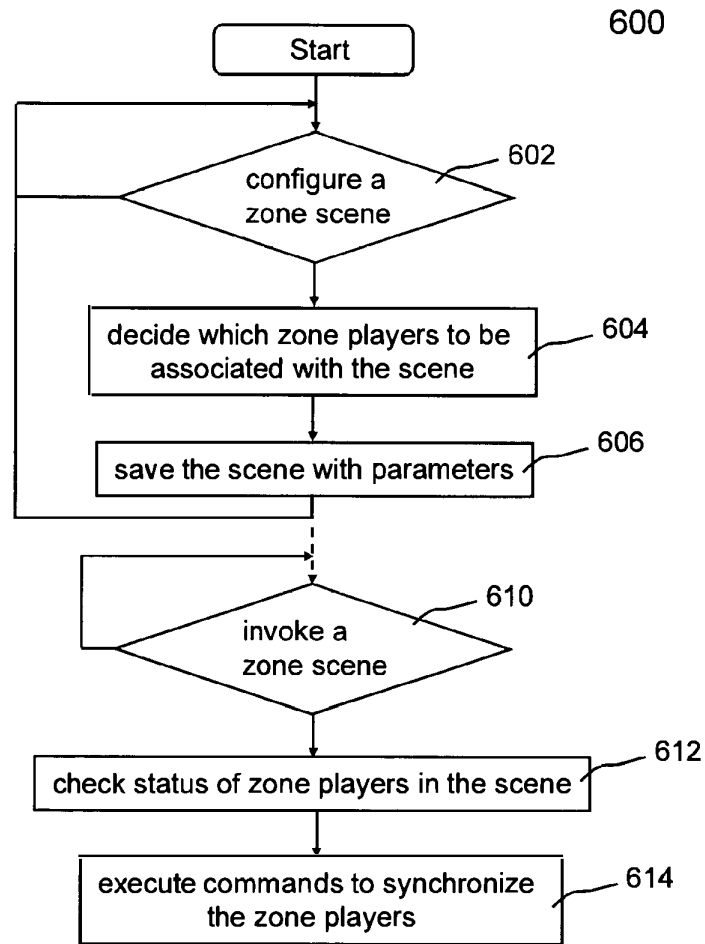 600
Start
602
configure a
zone scene
decide which zone players to be
associated with the scene
604
save the scene with parameters
606
610
invoke a
zone scene
check status of zone players in the scene
612
execute commands to synchronize
the zone players
614